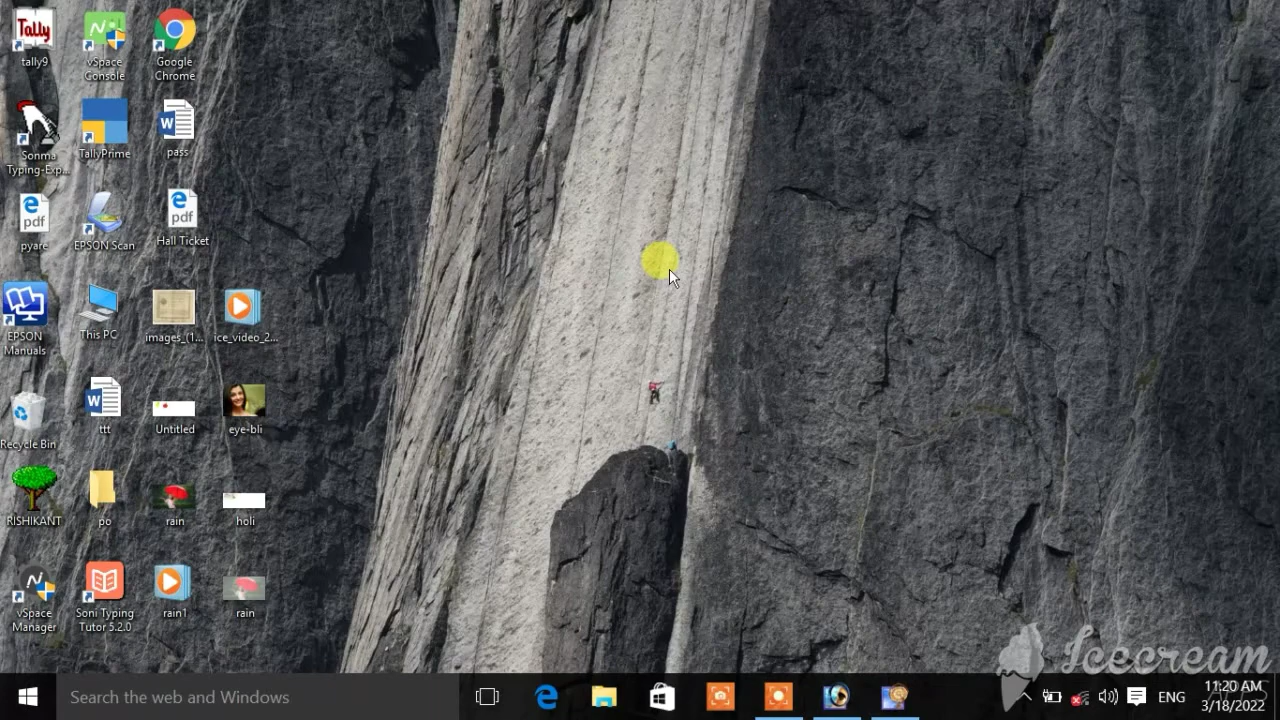 Tally
tally9
vSpace
Console
Google
Chrome
Sonma
Typing-Exp...
TallyPrime
W
pass
pdf
pyare
EPSON Scan
pdf
Hall Ticket
EPSON
Manuals
This PC
images_(1...
ice_video_2...
Recycle Bin
W
ttt
Untitled
eye-bli
RISHIKANT
po
rain
holi
vSpace
Manager
Soni Typing
Tutor 5.2.0
rain1
rain
Icecream
Search the web and Windows
ENG
11:20 AM
3/18/2022